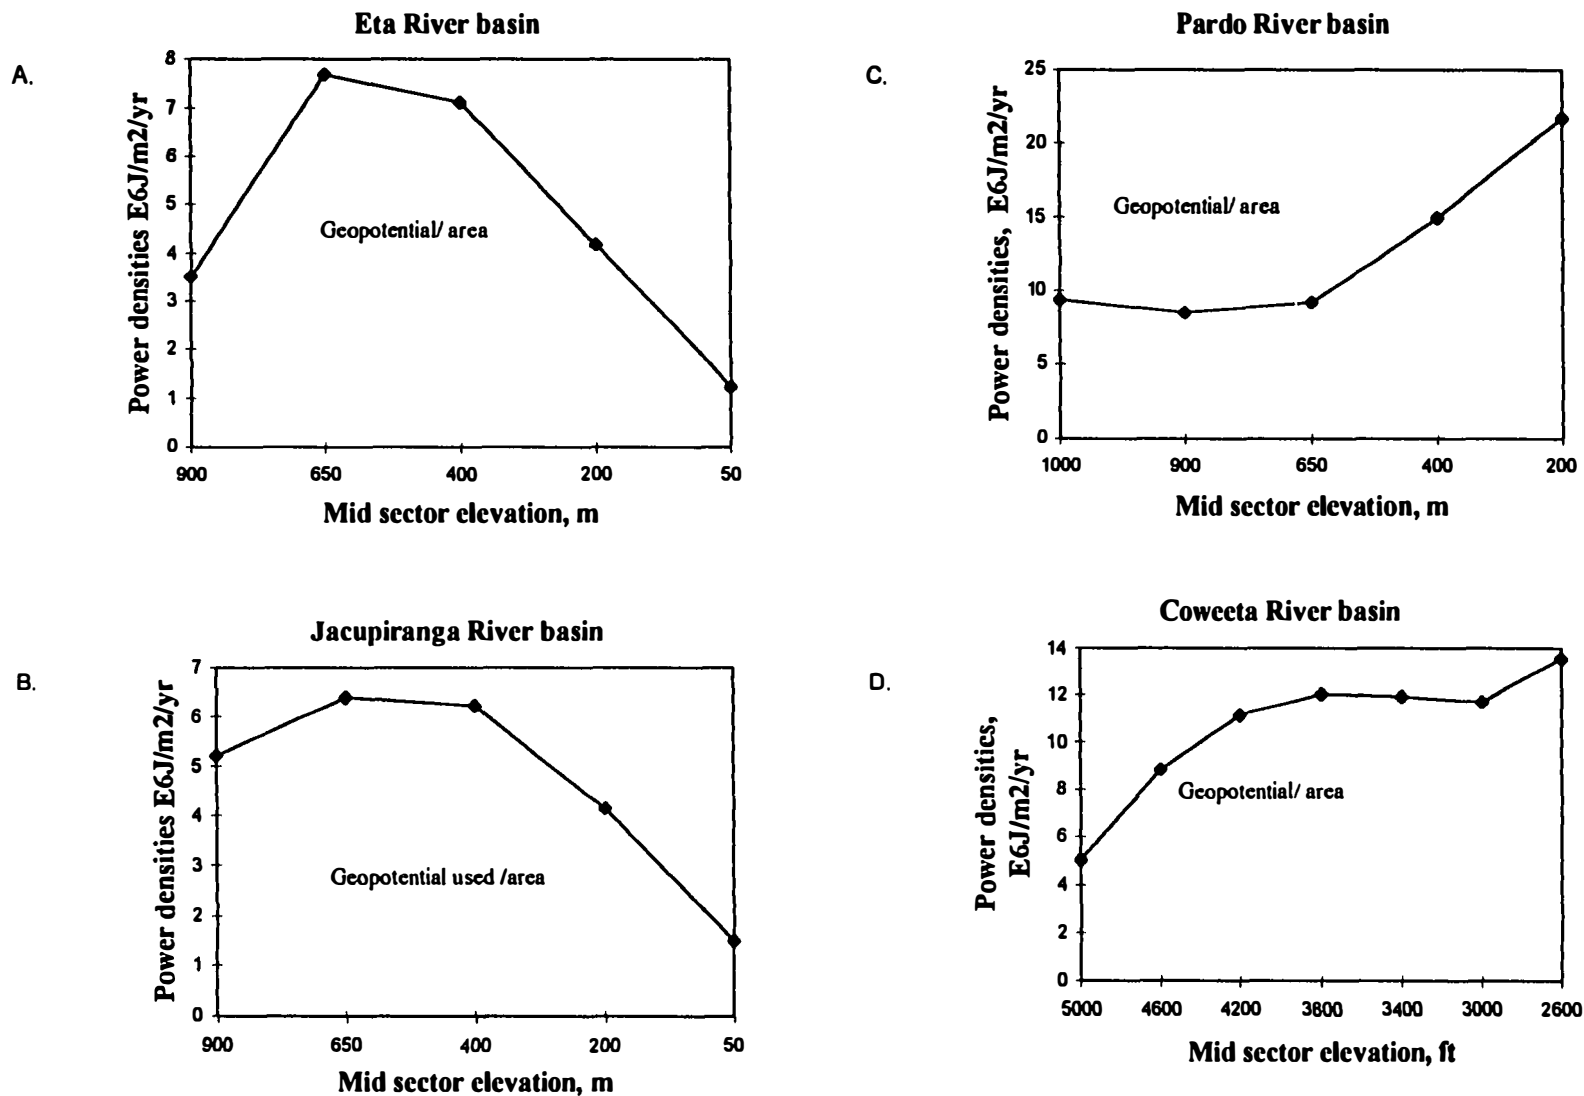 A.
Eta River basin
Power densities E6J/m2/yr
8
7
6
5
4
3
2
1
0
Geopotential/ area
900 650 400 200 50
Mid sector elevation, m
B.
Jacupiranga River basin
Power densities E6J/m2/yr
7
6
5
4
3
2
1
0
Geopotential used /area
900 650 400 200 50
Mid sector elevation, m
C.
Pardo River basin
Power densities, E6J/m2/yr
25
20
15
10
5
0
Geopotential/ area
1000 900 650 400 200
Mid sector elevation, m
D.
Coweeta River basin
Power densities,
E6J/m2/yr
14
12
10
8
6
4
2
0
Geopotential/ area
5000 4600 4200 3800 3400 3000 2600
Mid sector elevation, ft